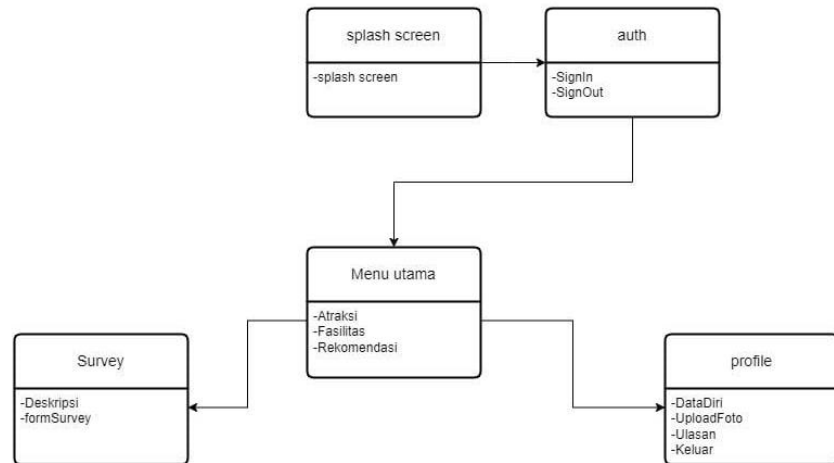 splash screen
-splash screen
auth
-SignIn
-SignOut
Menu utama
-Atraksi
-Fasilitas
-Rekomendasi
Survey
-Deskripsi
-formSurvey
profile
-DataDiri
-UploadFoto
-Ulasan
-Keluar